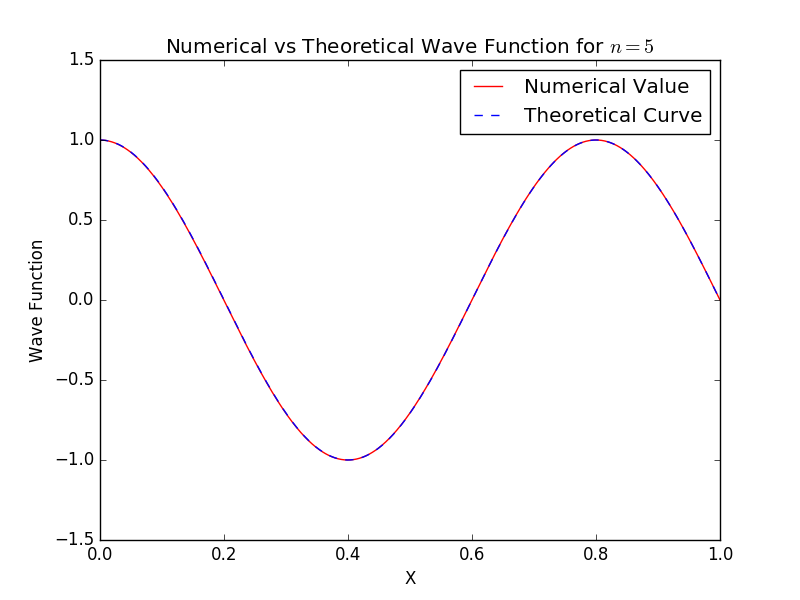 Numerical vs Theoretical Wave Function for n = 5
Numerical Value
Theoretical Curve
1.5
1.0
0.5
0.0
−0.5
−1.0
−1.5
Wave Function
0.0 0.2 0.4 0.6 0.8 1.0
X